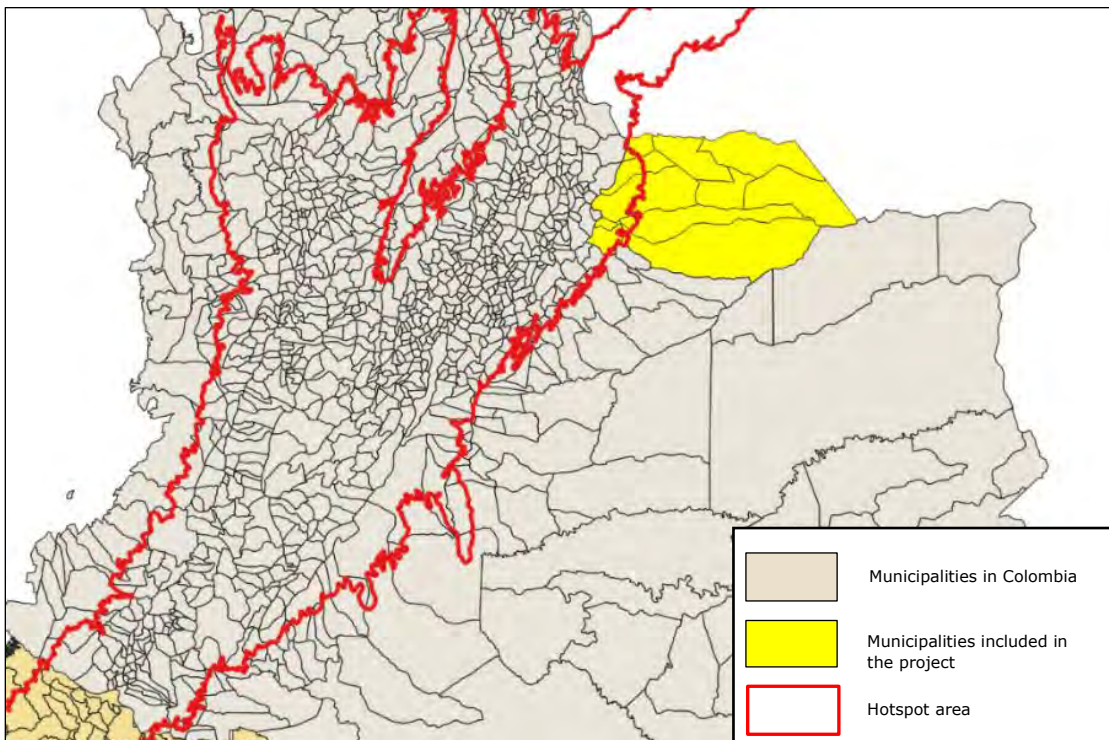 Municipalities in Colombia
Municipalities included in
the project
Hotspot area